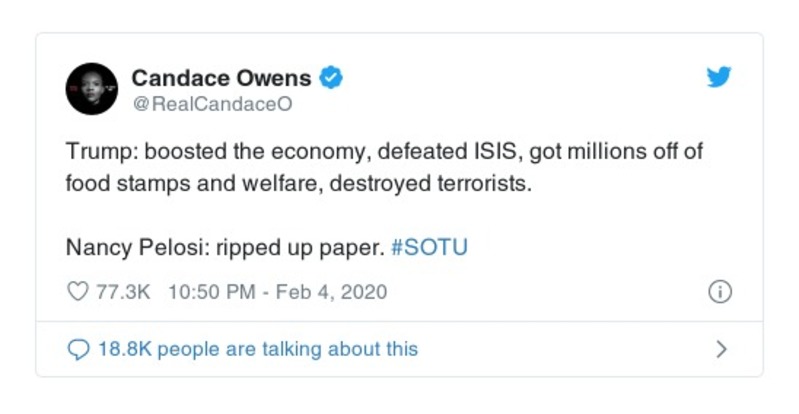 Candace Owens
@RealCandaceO
Trump: boosted the economy, defeated ISIS, got millions off of
food stamps and welfare, destroyed terrorists.
Nancy Pelosi: ripped up paper. #SOTU
77.3K 10:50 PM - Feb 4, 2020
18.8K people are talking about this